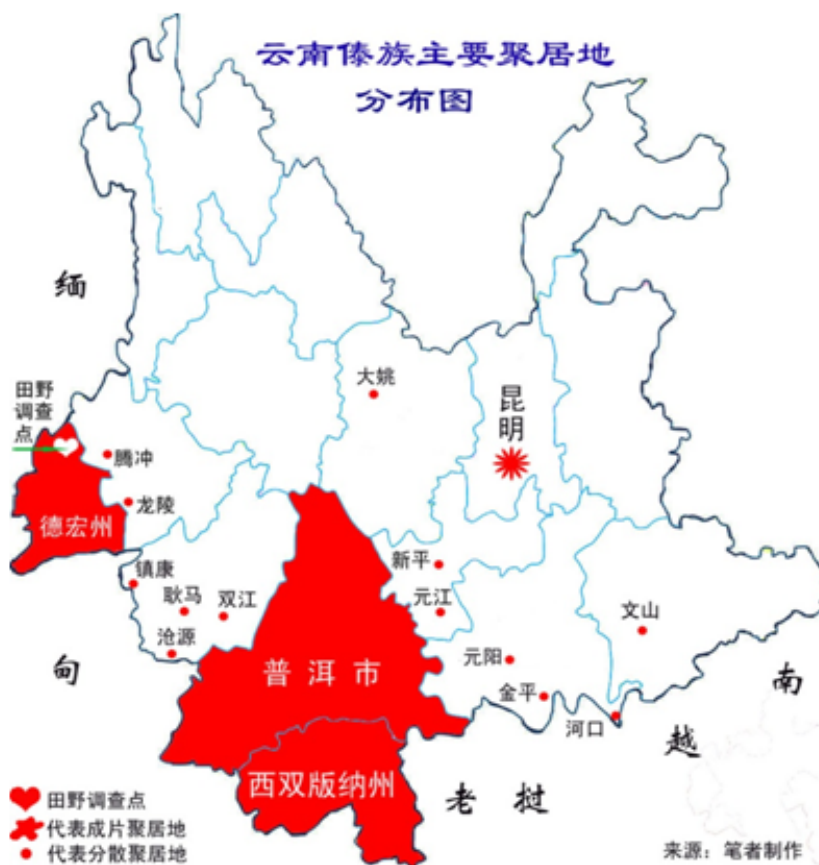 云南傣族主要聚居地
分布图
缅
大姚
田野
调查
点
昆
明
腾冲
龙陵
德宏州
新平
镇康
耿马
双江
元江
文山
沧源
元阳
普洱市
甸
金平
南
河口
越
西双版纳州
老挝
田野调查点
代表成片聚居地
代表分散聚居地
来源：笔者制作